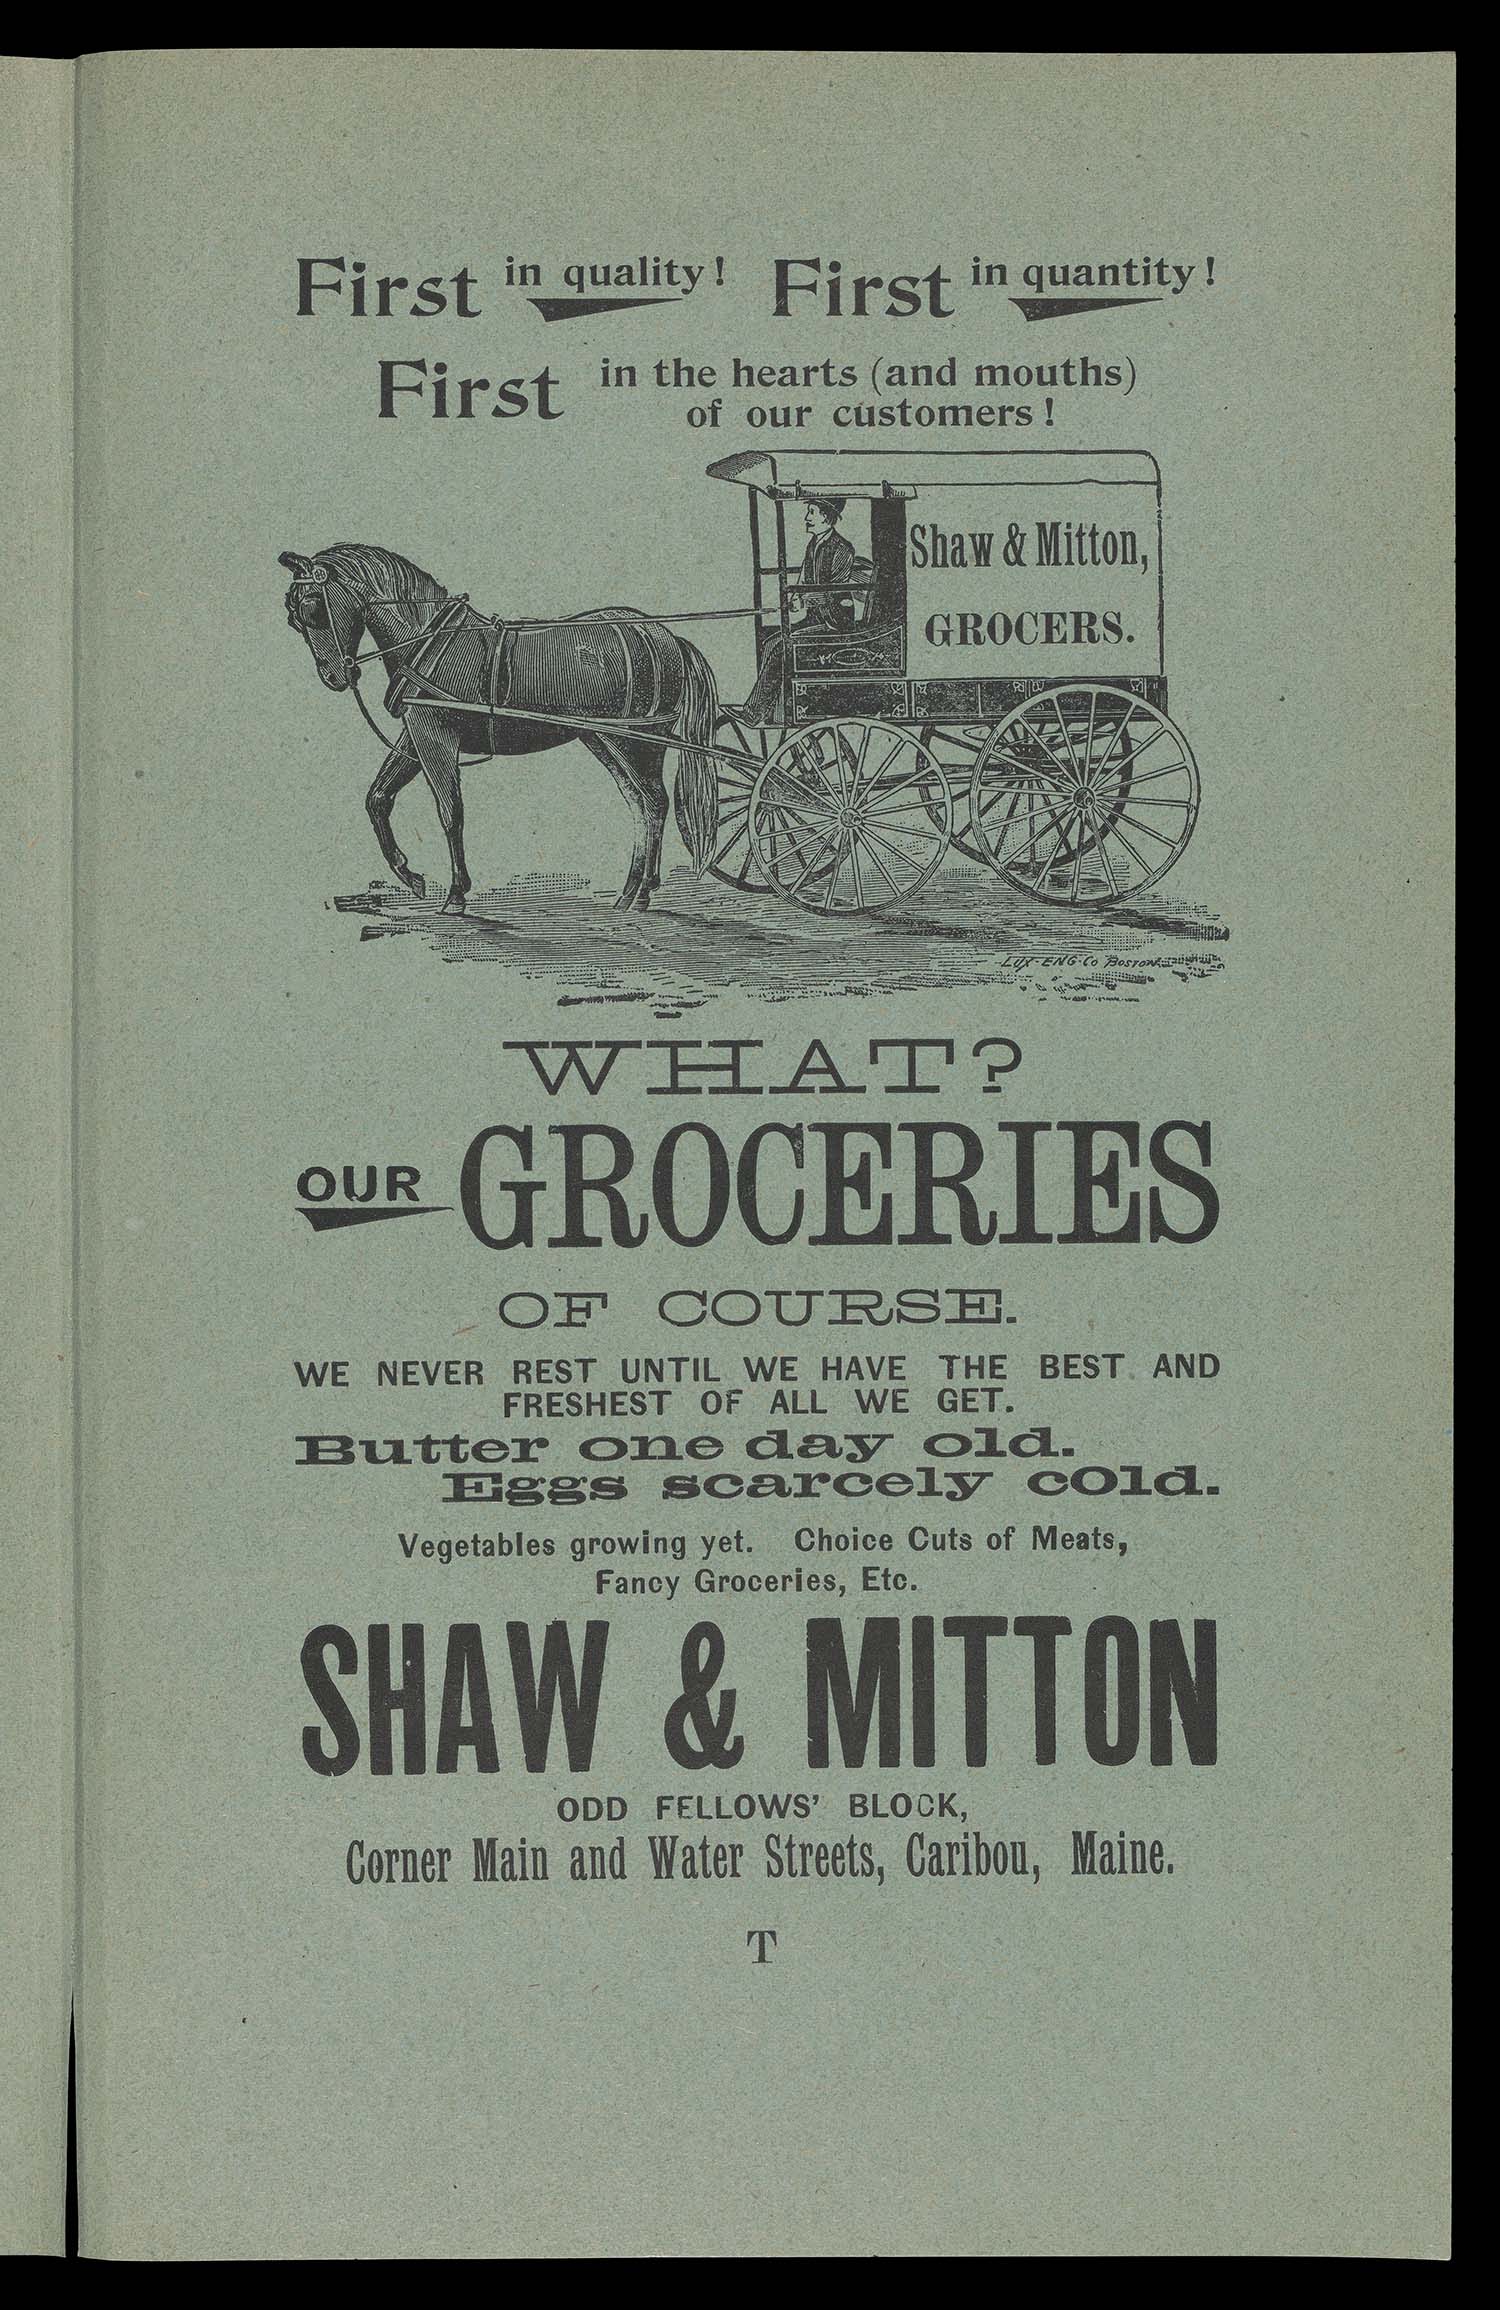 First in quality! First in quantity!
First in the hearts (and mouths)
of our customers!
Shaw & Mitton,
GROCERS.
LUX·ENG·Co BOSTON
WHAT?
OUR GROCERIES
OF COURSE.
WE NEVER REST UNTIL WE HAVE THE BEST AND
FRESHEST OF ALL WE GET.
Butter one day old.
Eggs scarcely cOld.
Vegetables growing yet. Choice Cuts of Meats,
Fancy Groceries, Etc.
SHAW & MITTON
ODD FELLOWS' BLOCK,
Corner Main and Water Streets, Caribou, Maine.
T